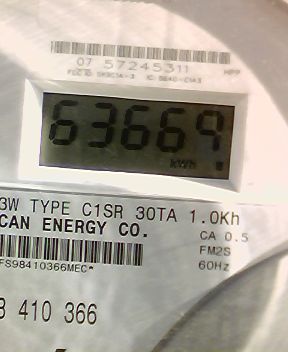 07 57245311
HPP
63669
kWh
3W TYPE C1SR 30TA 1.0Kh
CAN ENERGY CO.
CA 0.5
FM2S
60Hz
FS98410366MEC*
410 366